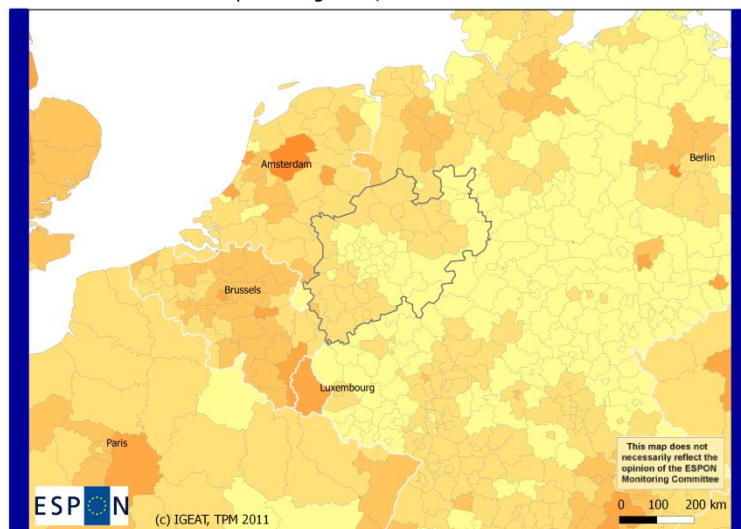 Amsterdam
Berlin
Brussels
Luxembourg
Paris
This map does not
necessarily reflect the
opinion of the ESPON
Monitoring Committee
ESPON
(c) IGEAT, TPM 2011
0 100 200 km